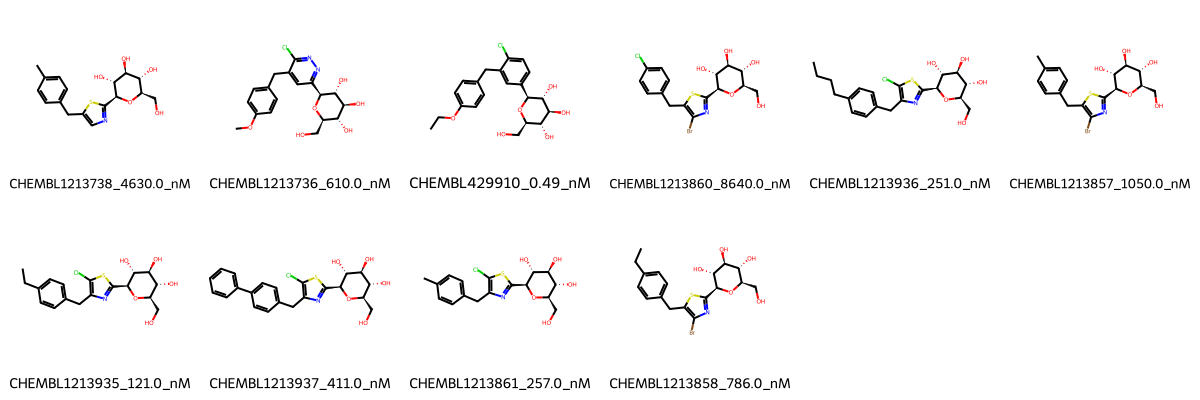 CHEMBL1213738_4630.0_nM
CHEMBL1213736_610.0_nM
CHEMBL429910_0.49_nM
CHEMBL1213860_8640.0_nM
CHEMBL1213936_251.0_nM
CHEMBL1213857_1050.0_nM
CHEMBL1213935_121.0_nM
CHEMBL1213937_411.0_nM
CHEMBL1213861_257.0_nM
CHEMBL1213858_786.0_nM